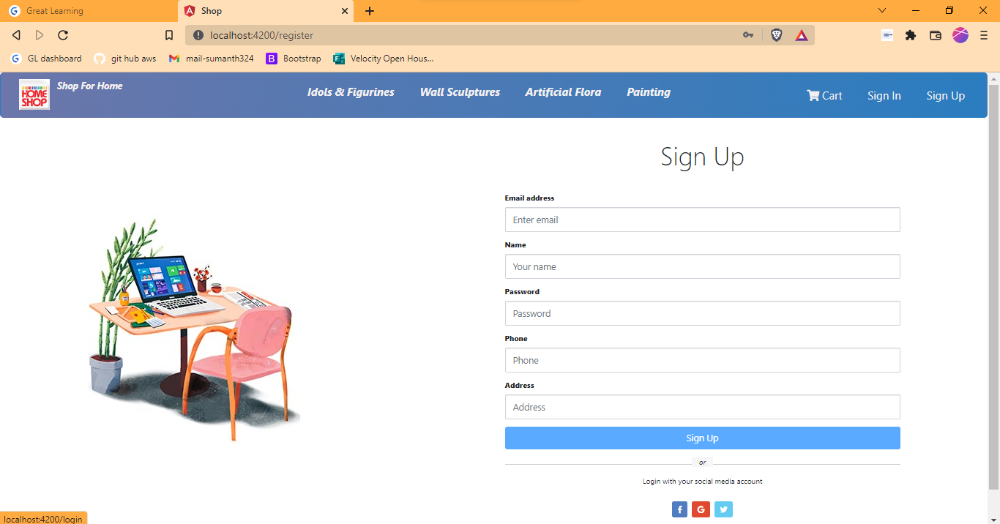 Great Learning
Shop
localhost:4200/register
GL dashboard
git hub aws
mail-sumanth324
Bootstrap
Velocity Open Hous...
HOME
SHOP
Shop For Home
Idols & Figurines
Wall Sculptures
Artificial Flora
Painting
Cart
Sign In
Sign Up
Sign Up
Email address
Enter email
Name
Your name
Password
Password
Phone
Phone
Address
Address
Sign Up
or
Login with your social media account
localhost:4200/login